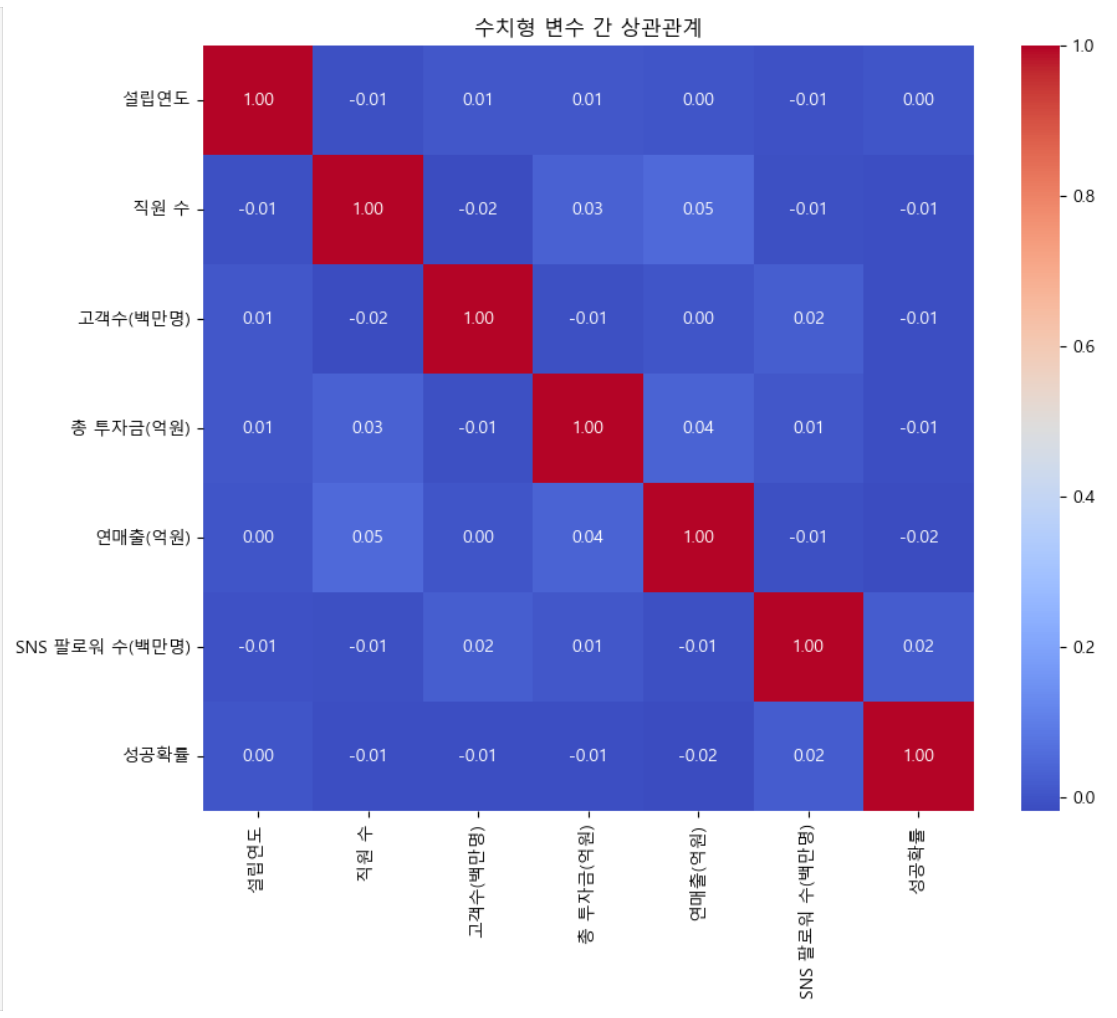 수치형 변수 간 상관관계
설립연도 1.00 -0.01 0.01 0.01 0.00 -0.01 0.00
직원 수 -0.01 1.00 -0.02 0.03 0.05 -0.01 -0.01
고객수(백만명) 0.01 -0.02 1.00 -0.01 0.00 0.02 -0.01
총 투자금(억원) 0.01 0.03 -0.01 1.00 0.04 0.01 -0.01
연매출(억원) 0.00 0.05 0.00 0.04 1.00 -0.01 -0.02
SNS 팔로워 수(백만명) -0.01 -0.01 0.02 0.01 -0.01 1.00 0.02
성공확률 0.00 -0.01 -0.01 -0.01 -0.02 0.02 1.00
설립연도
직원 수
고객수(백만명)
총 투자금(억원)
연매출(억원)
SNS 팔로워 수(백만명)
성공확률
1.0
0.8
0.6
0.4
0.2
0.0